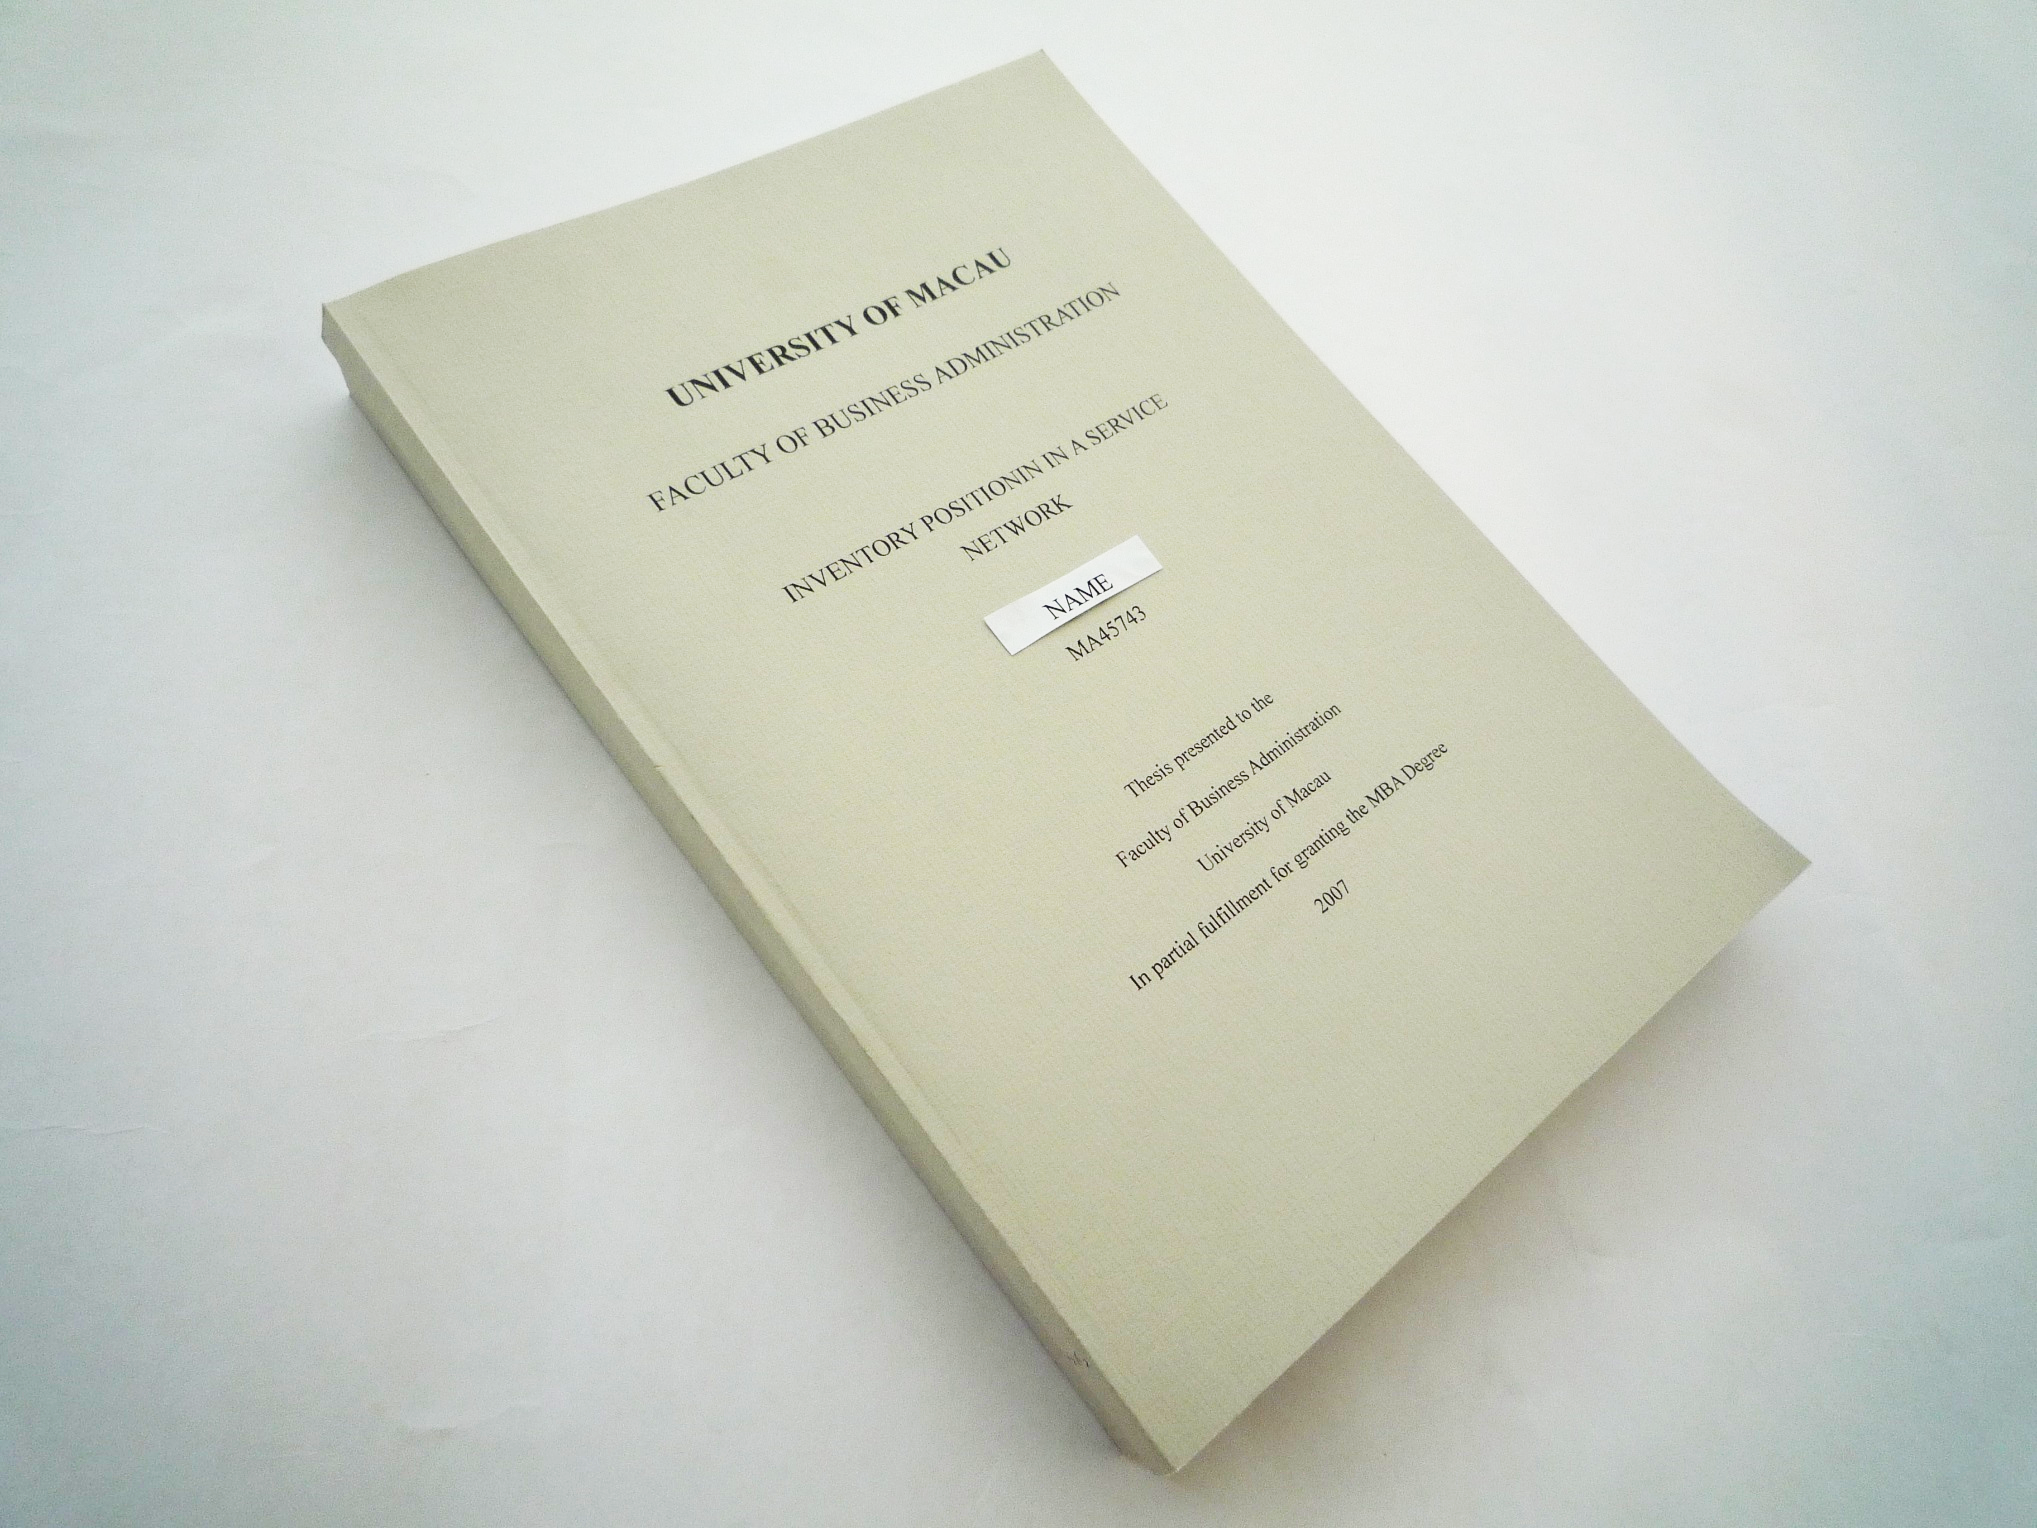 UNIVERSITY OF MACAU
FACULTY OF BUSINESS ADMINISTRATION
INVENTORY POSITIONIN IN A SERVICE
NETWORK
NAME
MA45743
Thesis presented to the
Faculty of Business Administration
University of Macau
In partial fulfillment for granting the MBA Degree
2007